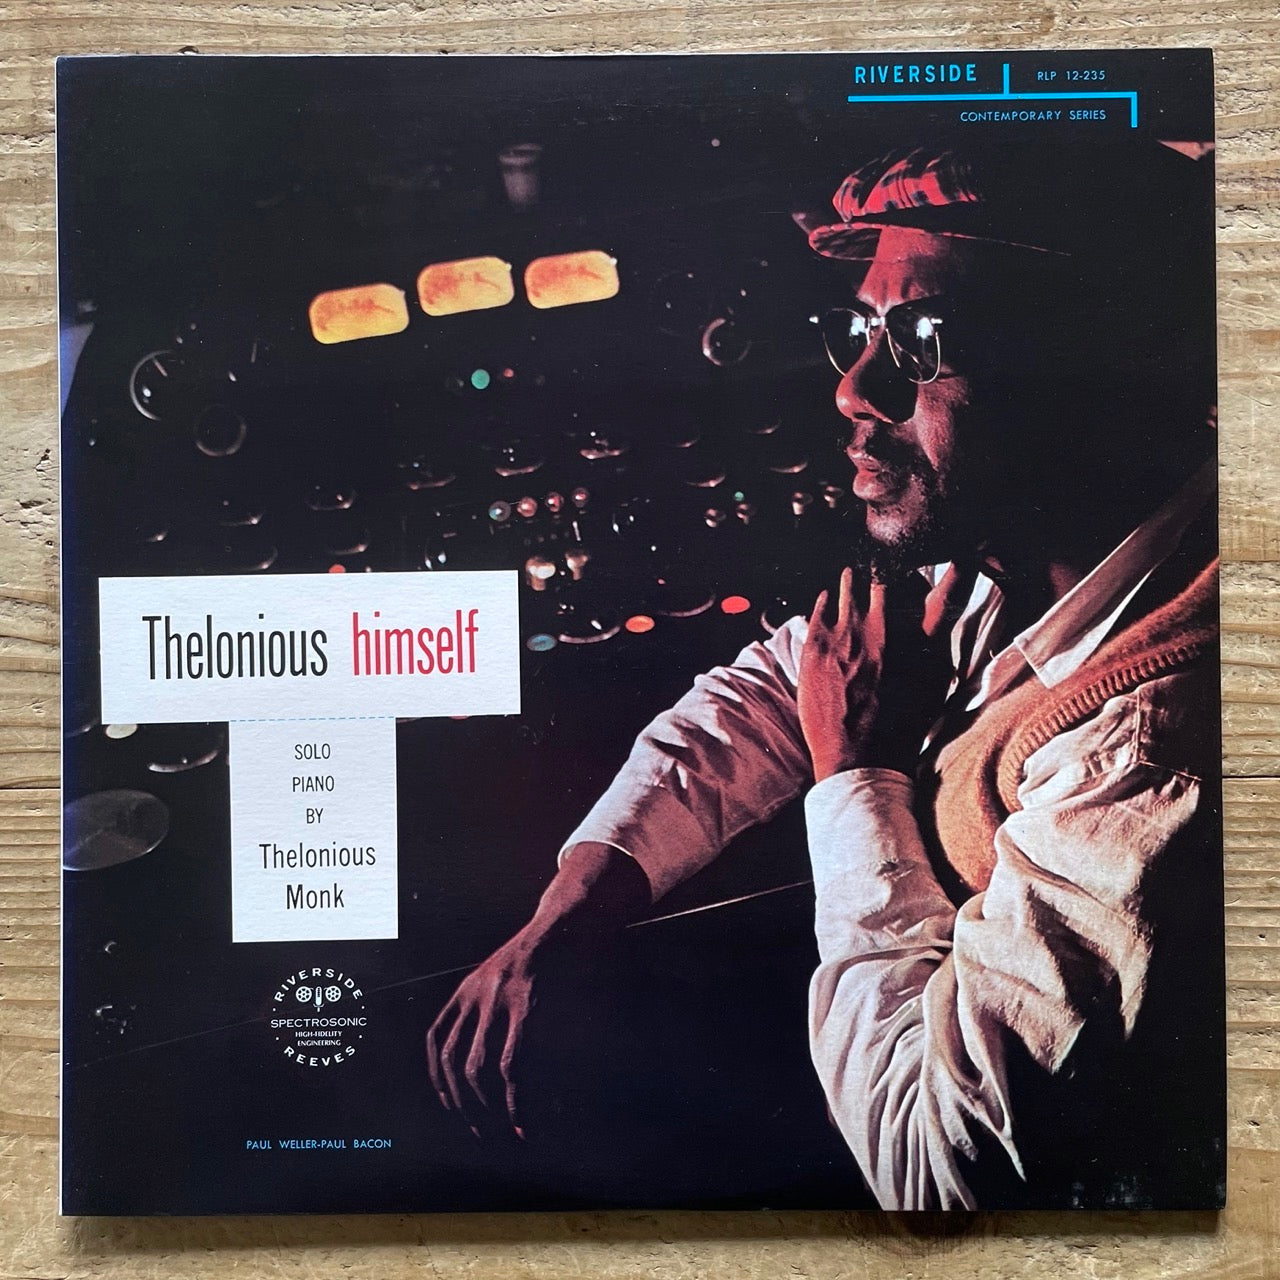 RIVERSIDE RLP 12-235
CONTEMPORARY SERIES
Thelonious himself
SOLO
PIANO
BY
Thelonious
Monk
RIVERSIDE
SPECTROSONIC
HIGH-FIDELITY
ENGINEERING
REEVES
PAUL WELLER-PAUL BACON